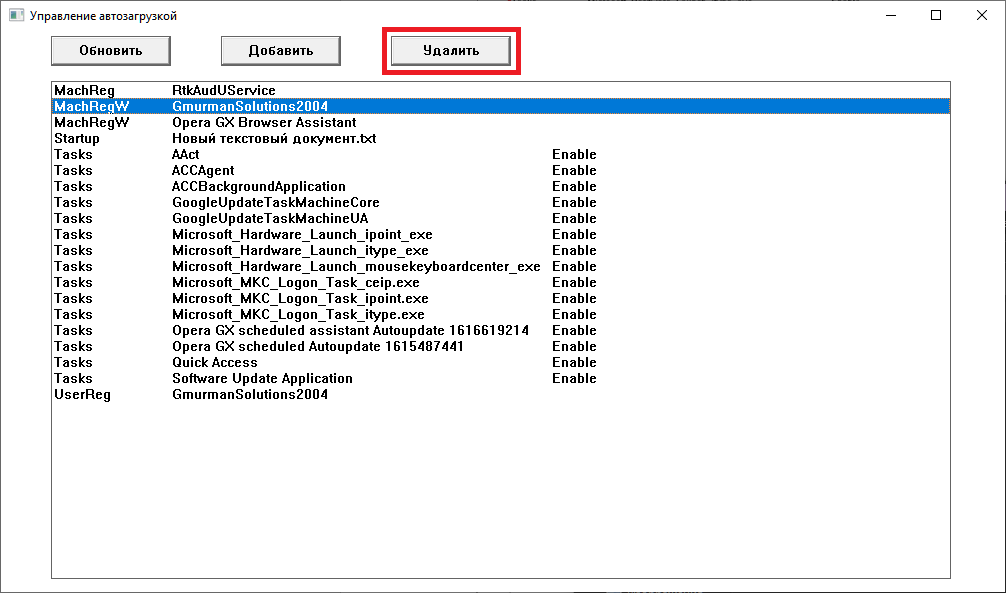 Управление автозагрузкой
Обновить Добавить Удалить
MachReg RtkAudUService
MachRegW GmurmanSolutions2004
MachRegW Opera GX Browser Assistant
Startup Новый текстовый документ.txt
Tasks AAct Enable
Tasks ACCAgent Enable
Tasks ACCBackgroundApplication Enable
Tasks GoogleUpdateTaskMachineCore Enable
Tasks GoogleUpdateTaskMachineUA Enable
Tasks Microsoft_Hardware_Launch_ipoint_exe Enable
Tasks Microsoft_Hardware_Launch_itype_exe Enable
Tasks Microsoft_Hardware_Launch_mousekeyboardcenter_exe Enable
Tasks Microsoft_MKC_Logon_Task_ceip.exe Enable
Tasks Microsoft_MKC_Logon_Task_ipoint.exe Enable
Tasks Microsoft_MKC_Logon_Task_itype.exe Enable
Tasks Opera GX scheduled assistant Autoupdate 1616619214 Enable
Tasks Opera GX scheduled Autoupdate 1615487441 Enable
Tasks Quick Access Enable
Tasks Software Update Application Enable
UserReg GmurmanSolutions2004